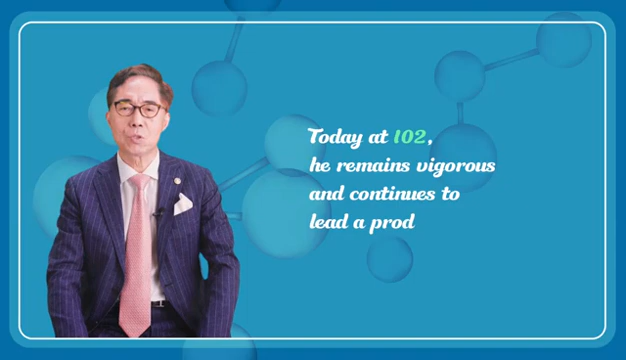 Today at 102,
he remains vigorous
and continues to
lead a prod